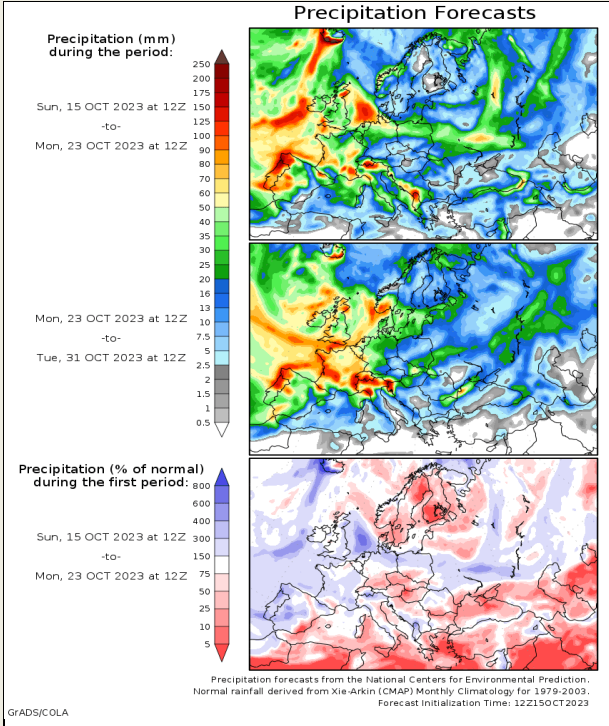 Precipitation Forecasts
Precipitation (mm)
during the period:
250
200
175
150
125
100
90
80
70
60
50
40
35
30
25
20
16
13
10
7.5
5
2.5
2
1.5
1
0.5
Sun, 15 OCT 2023 at 12Z
-to-
Mon, 23 OCT 2023 at 12Z
Mon, 23 OCT 2023 at 12Z
-to-
Tue, 31 OCT 2023 at 12Z
Precipitation (% of normal)
during the first period:
800
600
400
300
150
75
50
25
10
5
Sun, 15 OCT 2023 at 12Z
-to-
Mon, 23 OCT 2023 at 12Z
Precipitation forecasts from the National Centers for Environmental Prediction.
Normal rainfall derived from Xie-Arkin (CMAP) Monthly Climatology for 1979-2003.
Forecast Initialization Time: 12Z15OCT2023
GrADS/COLA